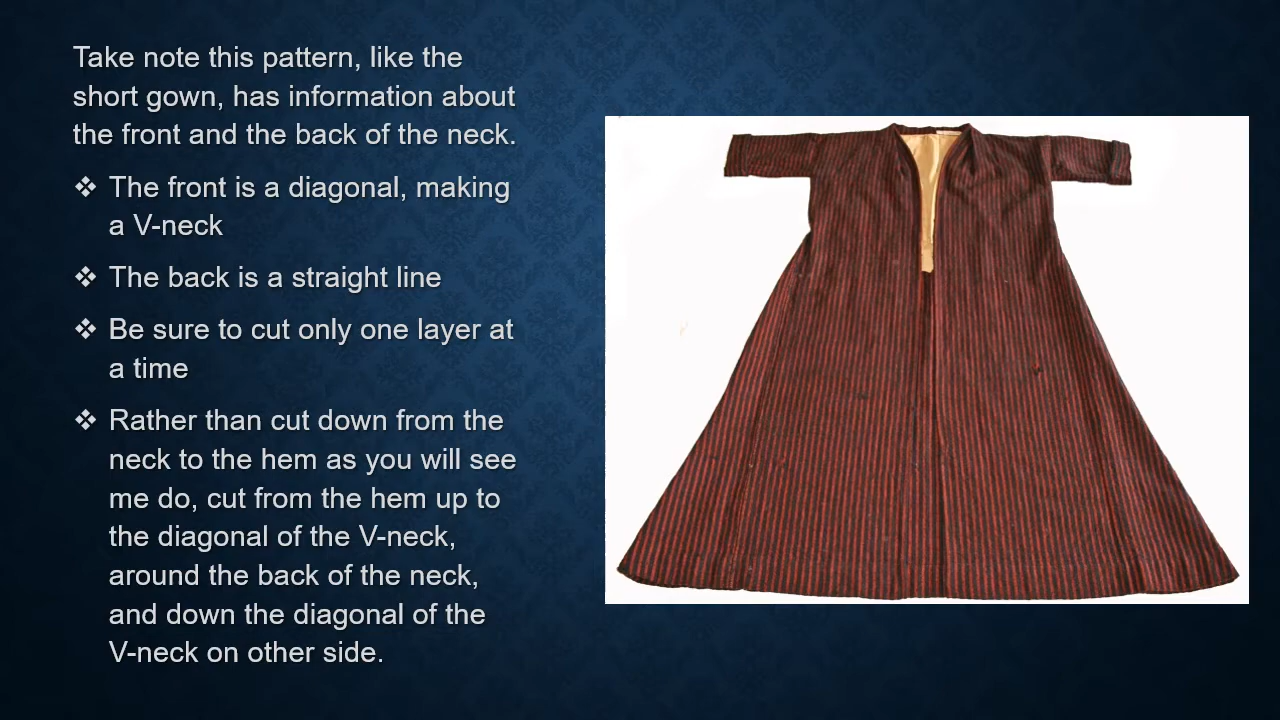 Take note this pattern, like the
short gown, has information about
the front and the back of the neck.
❖ The front is a diagonal, making
a V-neck
❖ The back is a straight line
❖ Be sure to cut only one layer at
a time
❖ Rather than cut down from the
neck to the hem as you will see
me do, cut from the hem up to
the diagonal of the V-neck,
around the back of the neck,
and down the diagonal of the
V-neck on other side.